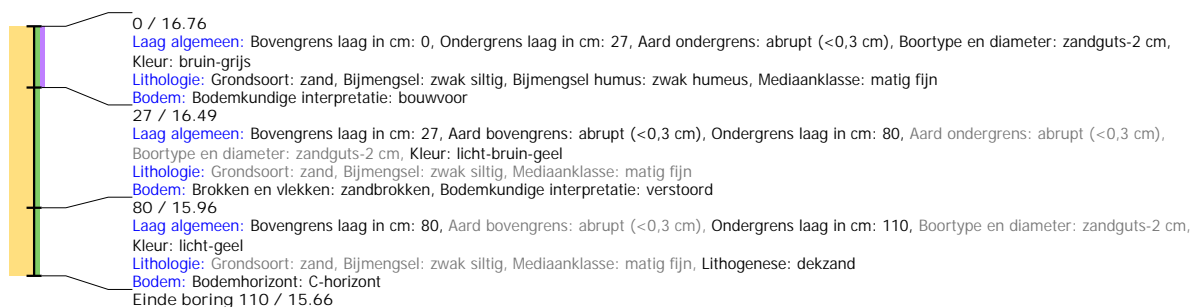 0 / 16.76
Laag algemeen: Bovengrens laag in cm: 0, Ondergrens laag in cm: 27, Aard ondergrens: abrupt (<0,3 cm), Boortype en diameter: zandguts-2 cm,
Kleur: bruin-grijs
Lithologie: Grondsoort: zand, Bijmengsel: zwak siltig, Bijmengsel humus: zwak humeus, Mediaanklasse: matig fijn
Bodem: Bodemkundige interpretatie: bouwvoor
27 / 16.49
Laag algemeen: Bovengrens laag in cm: 27, Aard bovengrens: abrupt (<0,3 cm), Ondergrens laag in cm: 80, Aard ondergrens: abrupt (<0,3 cm),
Boortype en diameter: zandguts-2 cm, Kleur: licht-bruin-geel
Lithologie: Grondsoort: zand, Bijmengsel: zwak siltig, Mediaanklasse: matig fijn
Bodem: Brokken en vlekken: zandbrokken, Bodemkundige interpretatie: verstoord
80 / 15.96
Laag algemeen: Bovengrens laag in cm: 80, Aard bovengrens: abrupt (<0,3 cm), Ondergrens laag in cm: 110, Boortype en diameter: zandguts-2 cm,
Kleur: licht-geel
Lithologie: Grondsoort: zand, Bijmengsel: zwak siltig, Mediaanklasse: matig fijn, Lithogenese: dekzand
Bodem: Bodemhorizont: C-horizont
Einde boring 110 / 15.66